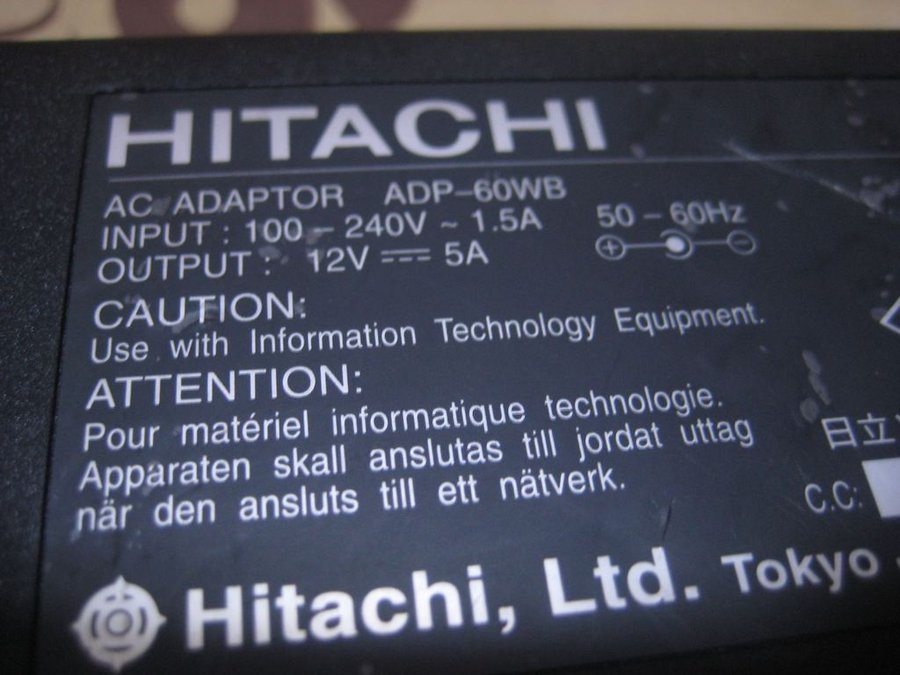 HITACHI
AC ADAPTOR ADP-60WB
INPUT : 100 - 240V ~ 1.5A 50 - 60Hz
OUTPUT : 12V ⎓ 5A
CAUTION:
Use with Information Technology Equipment.
ATTENTION:
Pour matériel informatique technologie.
Apparaten skall anslutas till jordat uttag
när den ansluts till ett nätverk.
日立
C.C:
Hitachi, Ltd. Tokyo